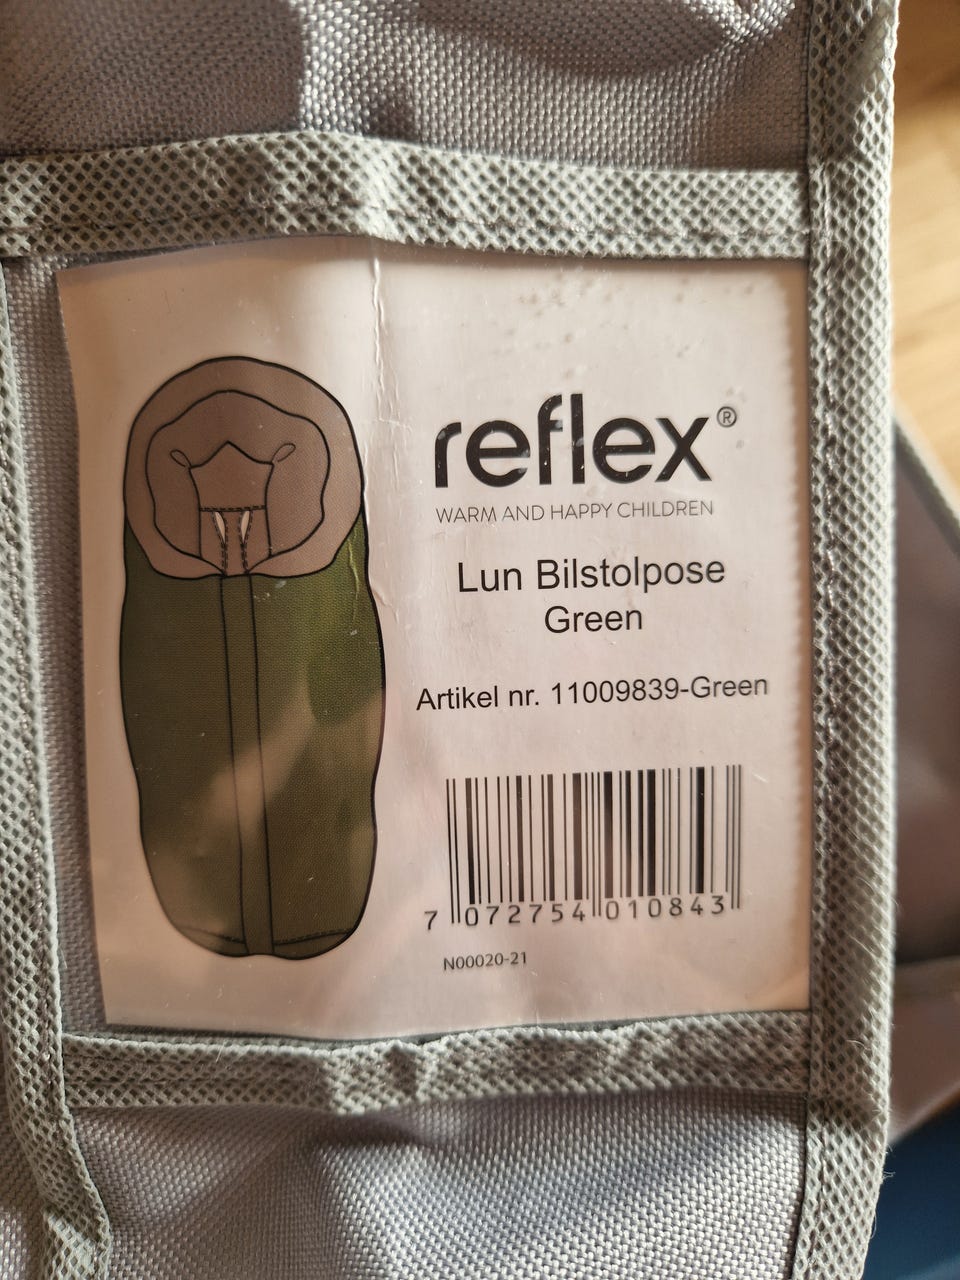 reflex®
WARM AND HAPPY CHILDREN
Lun Bilstolpose
Green
Artikel nr. 11009839-Green
7 072754 010843
N00020-21